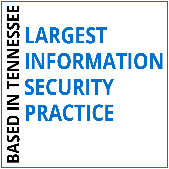 BASED IN TENNESSEE
LARGEST
INFORMATION
SECURITY
PRACTICE